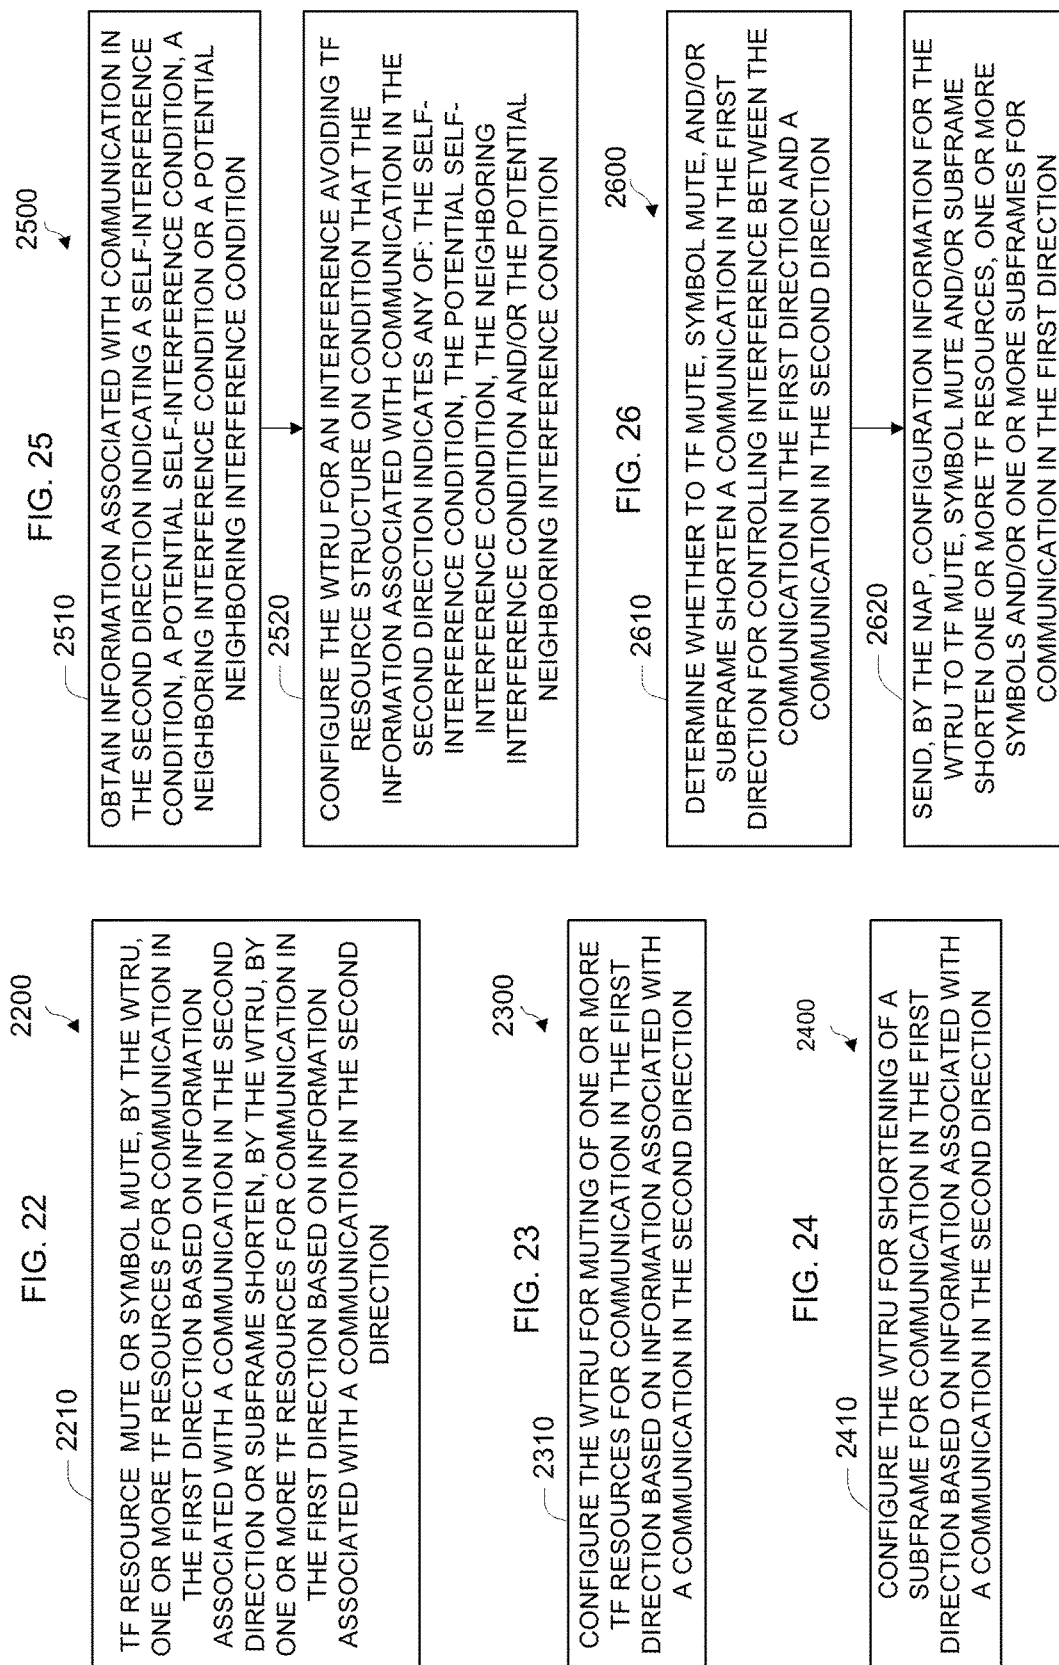 FIG. 22
2200
2210
TF RESOURCE MUTE OR SYMBOL MUTE, BY THE WTRU,
ONE OR MORE TF RESOURCES FOR COMMUNICATION IN
THE FIRST DIRECTION BASED ON INFORMATION
ASSOCIATED WITH A COMMUNICATION IN THE SECOND
DIRECTION OR SUBFRAME SHORTEN, BY THE WTRU, BY
ONE OR MORE TF RESOURCES FOR COMMUNICATION IN
THE FIRST DIRECTION BASED ON INFORMATION
ASSOCIATED WITH A COMMUNICATION IN THE SECOND
DIRECTION
FIG. 23
2300
2310
CONFIGURE THE WTRU FOR MUTING OF ONE OR MORE
TF RESOURCES FOR COMMUNICATION IN THE FIRST
DIRECTION BASED ON INFORMATION ASSOCIATED WITH
A COMMUNICATION IN THE SECOND DIRECTION
FIG. 24
2400
2410
CONFIGURE THE WTRU FOR SHORTENING OF A
SUBFRAME FOR COMMUNICATION IN THE FIRST
DIRECTION BASED ON INFORMATION ASSOCIATED WITH
A COMMUNICATION IN THE SECOND DIRECTION
FIG. 25
2500
2510
OBTAIN INFORMATION ASSOCIATED WITH COMMUNICATION IN
THE SECOND DIRECTION INDICATING A SELF-INTERFERENCE
CONDITION, A POTENTIAL SELF-INTERFERENCE CONDITION, A
NEIGHBORING INTERFERENCE CONDITION OR A POTENTIAL
NEIGHBORING INTERFERENCE CONDITION
2520
CONFIGURE THE WTRU FOR AN INTERFERENCE AVOIDING TF
RESOURCE STRUCTURE ON CONDITION THAT THE
INFORMATION ASSOCIATED WITH COMMUNICATION IN THE
SECOND DIRECTION INDICATES ANY OF: THE SELF-
INTERFERENCE CONDITION, THE POTENTIAL SELF-
INTERFERENCE CONDITION, THE NEIGHBORING
INTERFERENCE CONDITION AND/OR THE POTENTIAL
NEIGHBORING INTERFERENCE CONDITION
FIG. 26
2600
2610
DETERMINE WHETHER TO TF MUTE, SYMBOL MUTE, AND/OR
SUBFRAME SHORTEN A COMMUNICATION IN THE FIRST
DIRECTION FOR CONTROLLING INTERFERENCE BETWEEN THE
COMMUNICATION IN THE FIRST DIRECTION AND A
COMMUNICATION IN THE SECOND DIRECTION
2620
SEND, BY THE NAP, CONFIGURATION INFORMATION FOR THE
WTRU TO TF MUTE, SYMBOL MUTE AND/OR SUBFRAME
SHORTEN ONE OR MORE TF RESOURCES, ONE OR MORE
SYMBOLS AND/OR ONE OR MORE SUBFRAMES FOR
COMMUNICATION IN THE FIRST DIRECTION